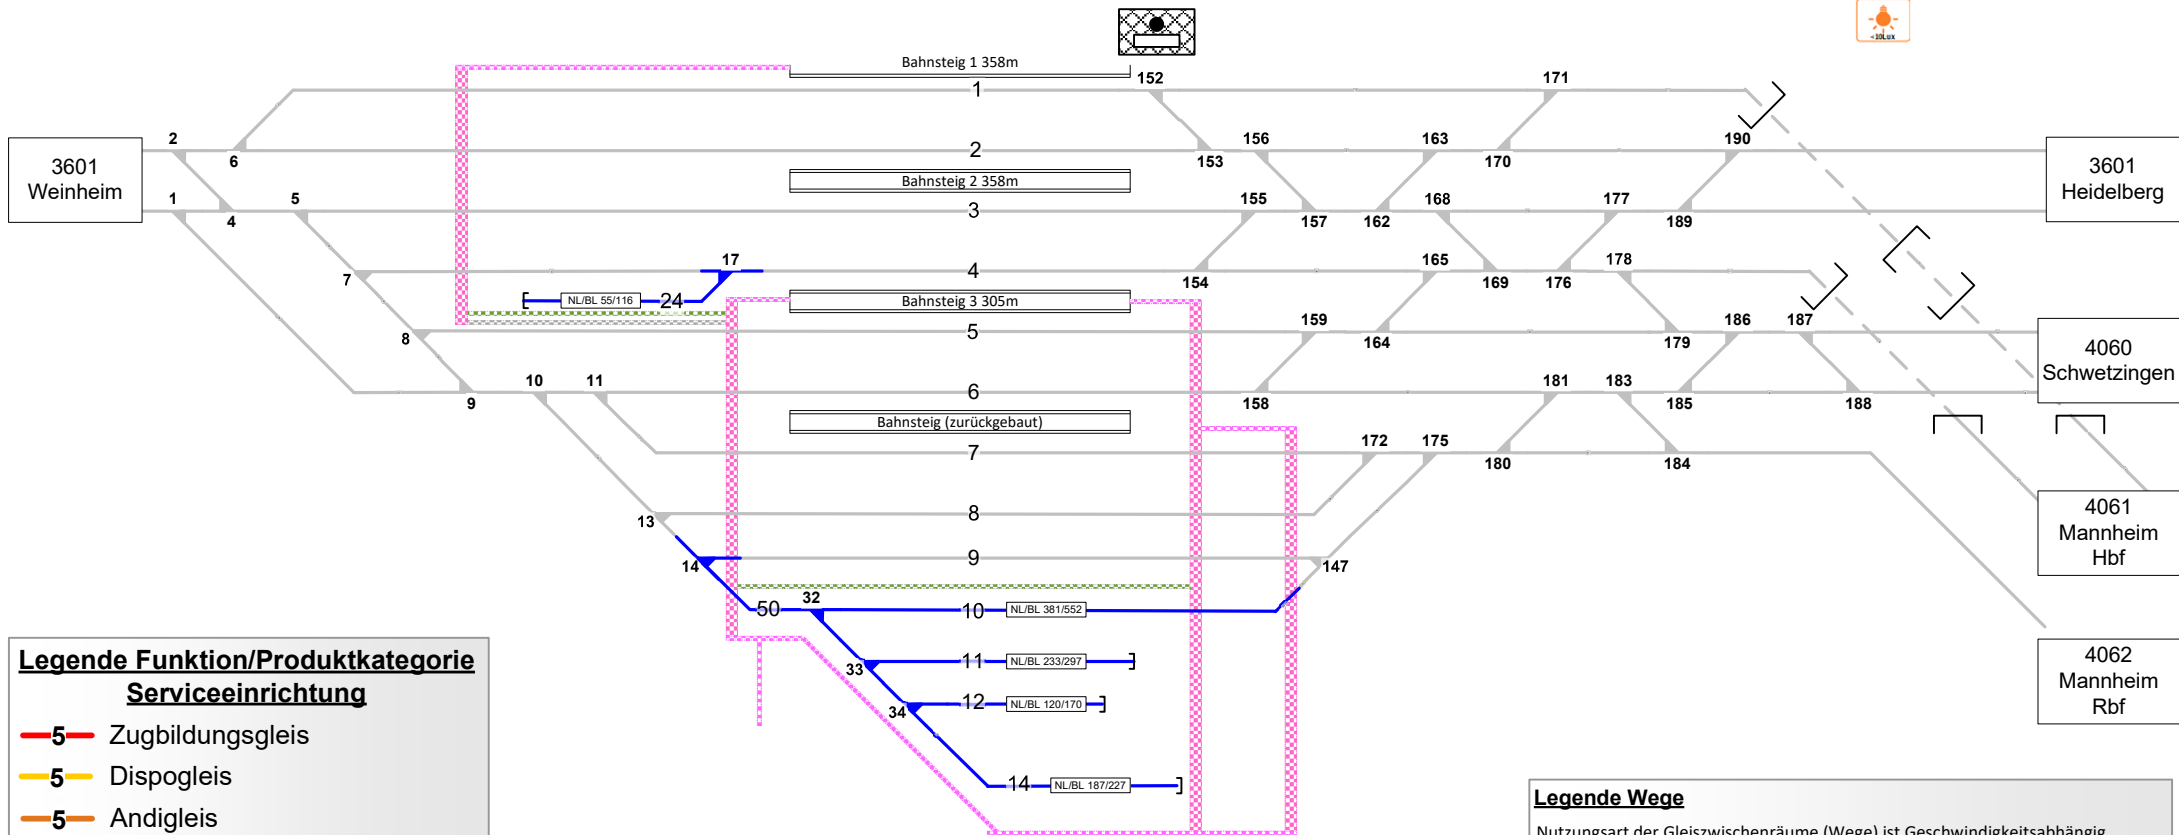 <10Lux
Bahnsteig 1 358m
152
171
1
2
6
2
153
156
163
170
190
3601
Weinheim
3601
Heidelberg
Bahnsteig 2 358m
1
4
5
3
155
157
162
168
177
189
17
7
4
154
165
169
176
178
NL/BL 55/116
24
Bahnsteig 3 305m
8
5
159
164
179
186
187
4060
Schwetzingen
9
10
11
6
158
181
183
185
188
Bahnsteig (zurückgebaut)
7
172
175
180
184
13
8
4061
Mannheim
Hbf
14
9
147
50
32
10
NL/BL 381/552
33
11
NL/BL 233/297
34
12
NL/BL 120/170
4062
Mannheim
Rbf
14
NL/BL 187/227
Legende Funktion/Produktkategorie
Serviceeinrichtung
5 Zugbildungsgleis
5 Dispogleis
5 Andigleis
Legende Wege
Nutzungsart der Gleiszwischenräume (Wege) ist Geschwindigkeitsabhängig